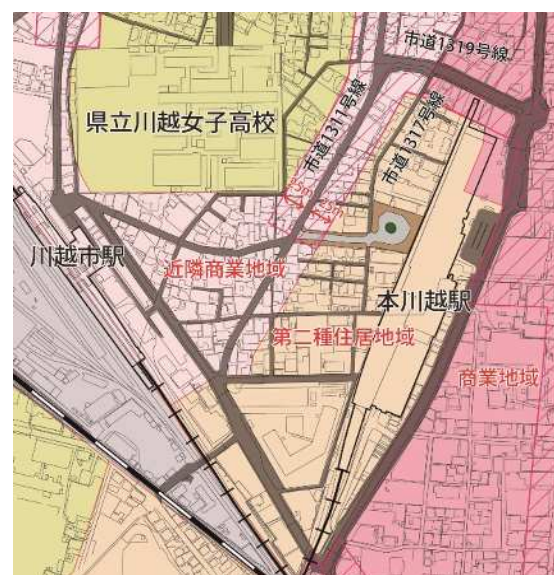 市道1319号線
県立川越女子高校
市道1311号線
市道1317号線
川越市駅
近隣商業地域
本川越駅
第二種住居地域
商業地域